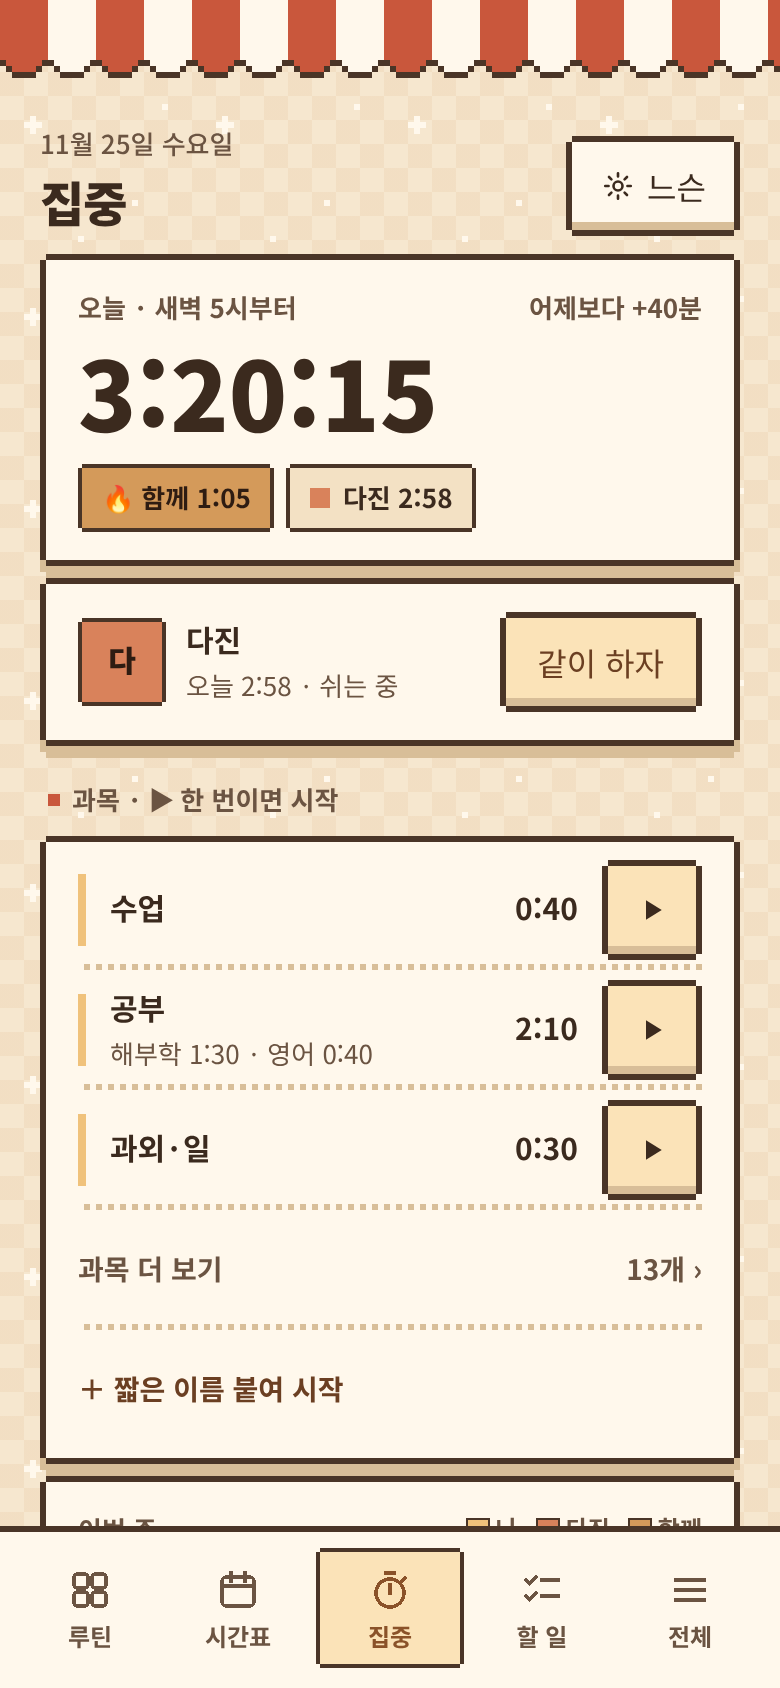 11월 25일 수요일
집중
느슨
오늘 · 새벽 5시부터
어제보다 +40분
3:20:15
🔥 함께 1:05
다진 2:58
다
다진
오늘 2:58 · 쉬는 중
같이 하자
과목 · ▶ 한 번이면 시작
수업
0:40
공부
해부학 1:30 · 영어 0:40
2:10
과외·일
0:30
과목 더 보기
13개 ›
+ 짧은 이름 붙여 시작
루틴
시간표
집중
할 일
전체